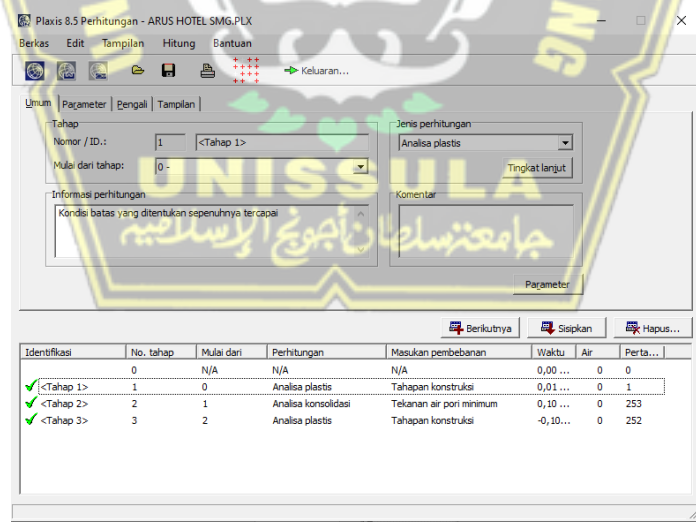 Plaxis 8.5 Perhitungan - ARUS HOTEL SMG.PLX
Berkas Edit Tampilan Hitung Bantuan
Keluaran...
Umum Parameter Pengali Tampilan
Tahap
Nomor / ID.: 1 <Tahap 1>
Mulai dari tahap: 0 -
Jenis perhitungan
Analisa plastis
Tingkat lanjut
Informasi perhitungan
Kondisi batas yang ditentukan sepenuhnya tercapai
Komentar
Parameter
UNISSULA
جامعة سلطان أجونج الإسلامية
NG
Berikutnya Sisipkan Hapus...
Identifikasi No. tahap Mulai dari Perhitungan Masukan pembebanan Waktu Air Perta...
0 N/A N/A N/A 0,00 ... 0 0
<Tahap 1> 1 0 Analisa plastis Tahapan konstruksi 0,01 ... 0 1
<Tahap 2> 2 1 Analisa konsolidasi Tekanan air pori minimum 0,10 ... 0 253
<Tahap 3> 3 2 Analisa plastis Tahapan konstruksi -0,10... 0 252